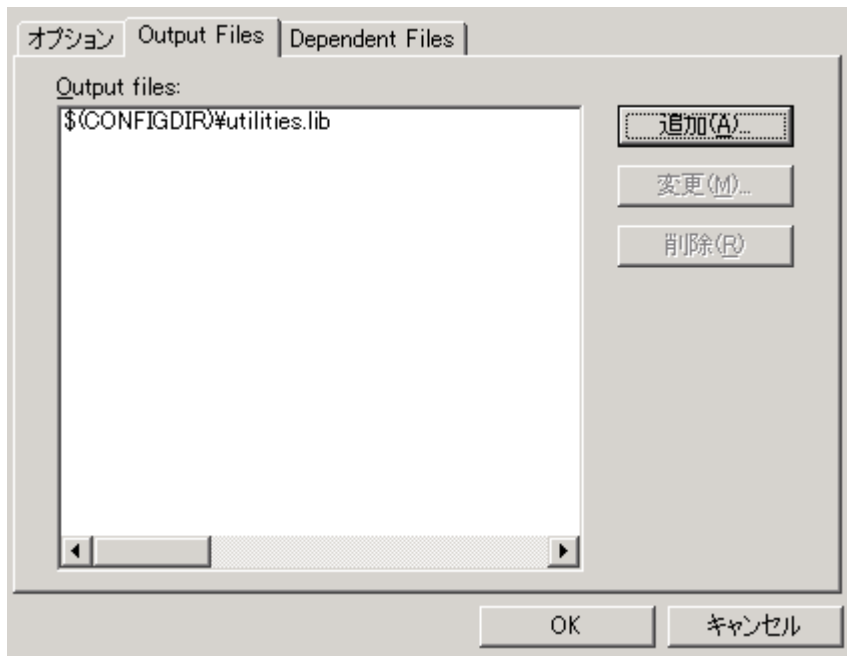 オプション Output Files Dependent Files
Output files:
$(CONFIGDIR)¥utilities.lib
追加(A)...
変更(M)...
削除(R)
OK キャンセル